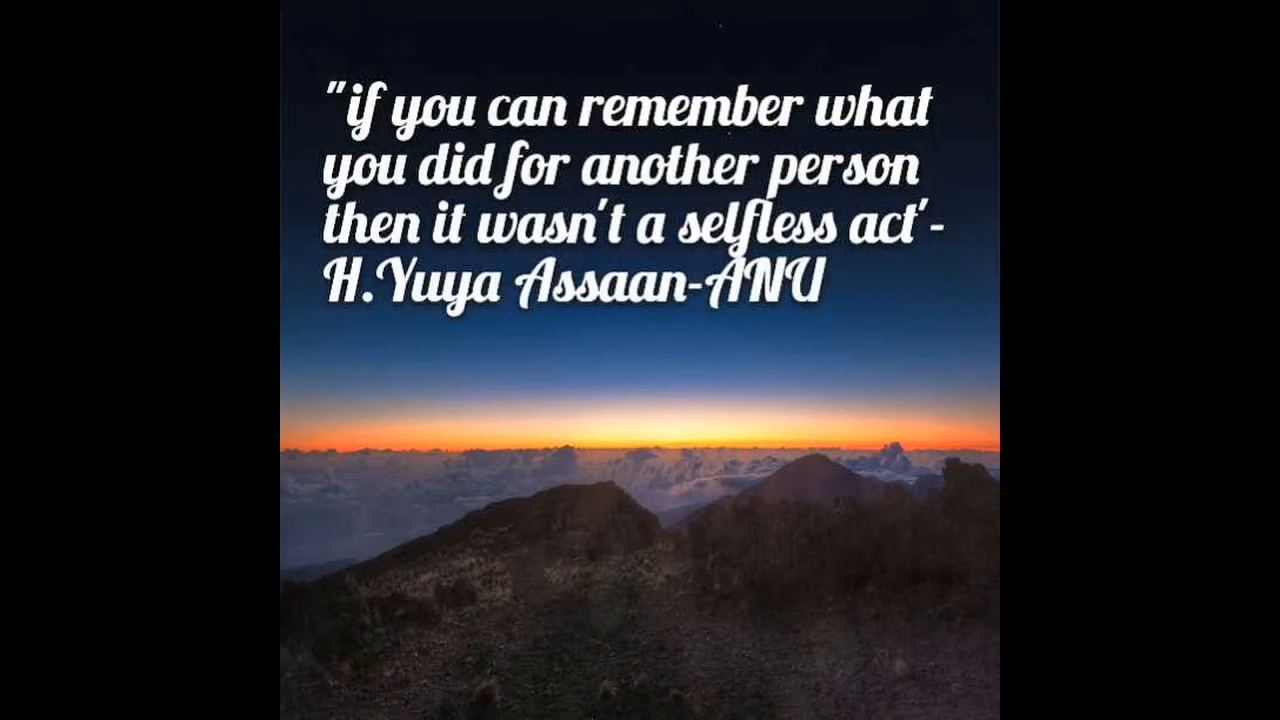 "if you can remember what
you did for another person
then it wasn't a selfless act'-
H.Yuya Assaan-ANU